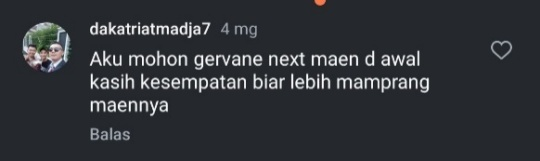 dakatriatmadja7 4 mg
Aku mohon gervane next maen d awal
kasih kesempatan biar lebih mamprang
maennya
Balas